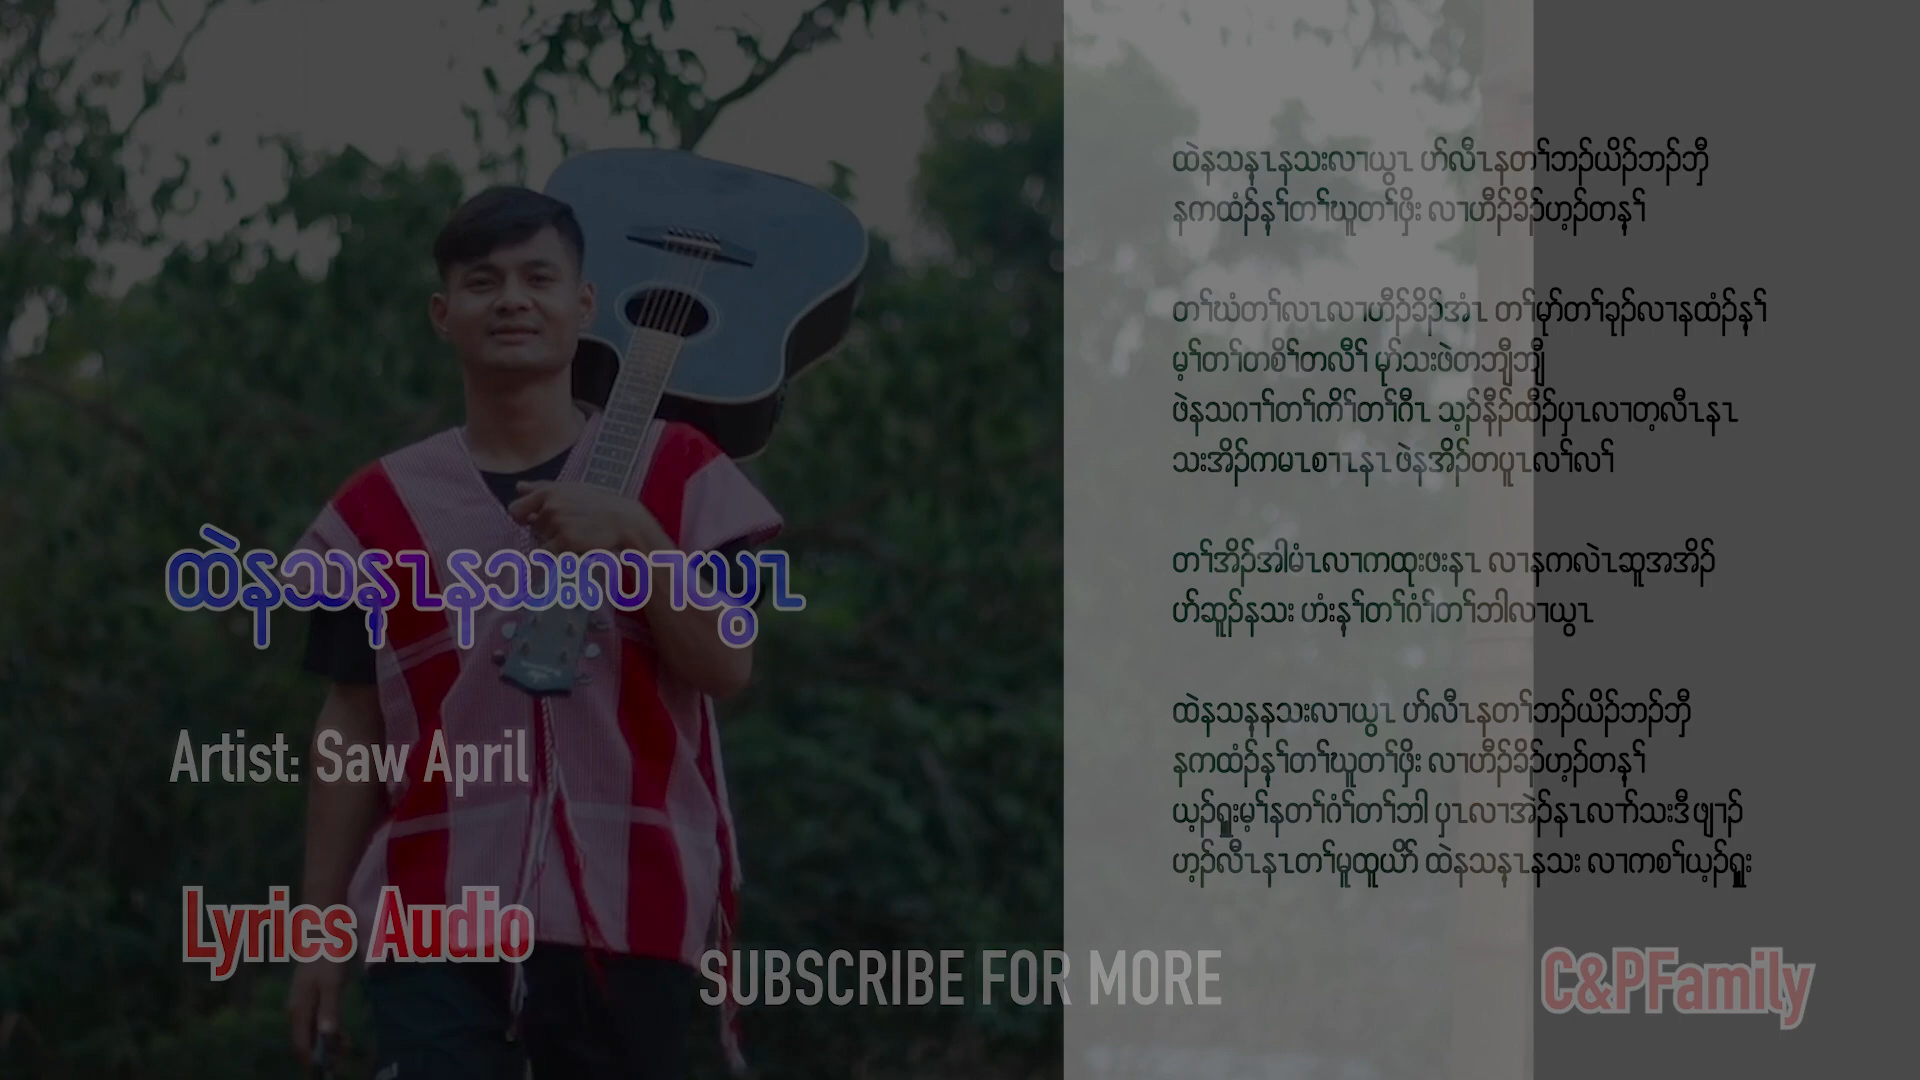 ထဲနသန့ၤနသးလၢယွၤ
Artist: Saw April
Lyrics Audio
ထဲနသန့ၤနသးလၢယွၤ ဟ်လီၤနတၢ်ဘၣ်ယိၣ်ဘၣ်ဘှီ
နကထံၣ်န့ၢ်တၢ်ဃူတၢ်ဖှိး လၢဟီၣ်ခိၣ်ဟ့ၣ်တန့ၢ်
တၢ်ဃံတၢ်လၤလၢဟီၣ်ခိၣ်အံၤ တၢ်မုာ်တၢ်ခုၣ်လၢနထံၣ်န့ၢ်
မ့ၢ်တၢ်တစိၢ်တလီၢ် မုာ်သးဖဲတဘျီဘျီ
ဖဲနသဂၢၢ်တၢ်ကိၢ်တၢ်ဂီၤ သ့ၣ်နီၣ်ထီၣ်ပှၤလၢတ့လီၤနၤ
သးအိၣ်ကမၤစၢၤနၤ ဖဲနအိၣ်တပူၤလၢ်လၢ်
တၢ်အိၣ်အါမံၤလၢကထုးဖးနၤ လၢနကလဲၤဆူအအိၣ်
ဟ်ဆူၣ်နသး ဟံးန့ၢ်တၢ်ဂံၢ်တၢ်ဘါလၢယွၤ
ထဲနသန့နသးလၢယွၤ ဟ်လီၤနတၢ်ဘၣ်ယိၣ်ဘၣ်ဘှီ
နကထံၣ်န့ၢ်တၢ်ဃူတၢ်ဖှိး လၢဟီၣ်ခိၣ်ဟ့ၣ်တန့ၢ်
ယ့ၣ်ရှူးမ့ၢ်နတၢ်ဂံၢ်တၢ်ဘါ ပှၤလၢအဲၣ်နၤလၢာ်သးဒီဖျၢၣ်
ဟ့ၣ်လီၤနၤတၢ်မူထူယိာ် ထဲနသန့ၤနသး လၢကစၢ်ယ့ၣ်ရှူး
SUBSCRIBE FOR MORE
C&PFamily